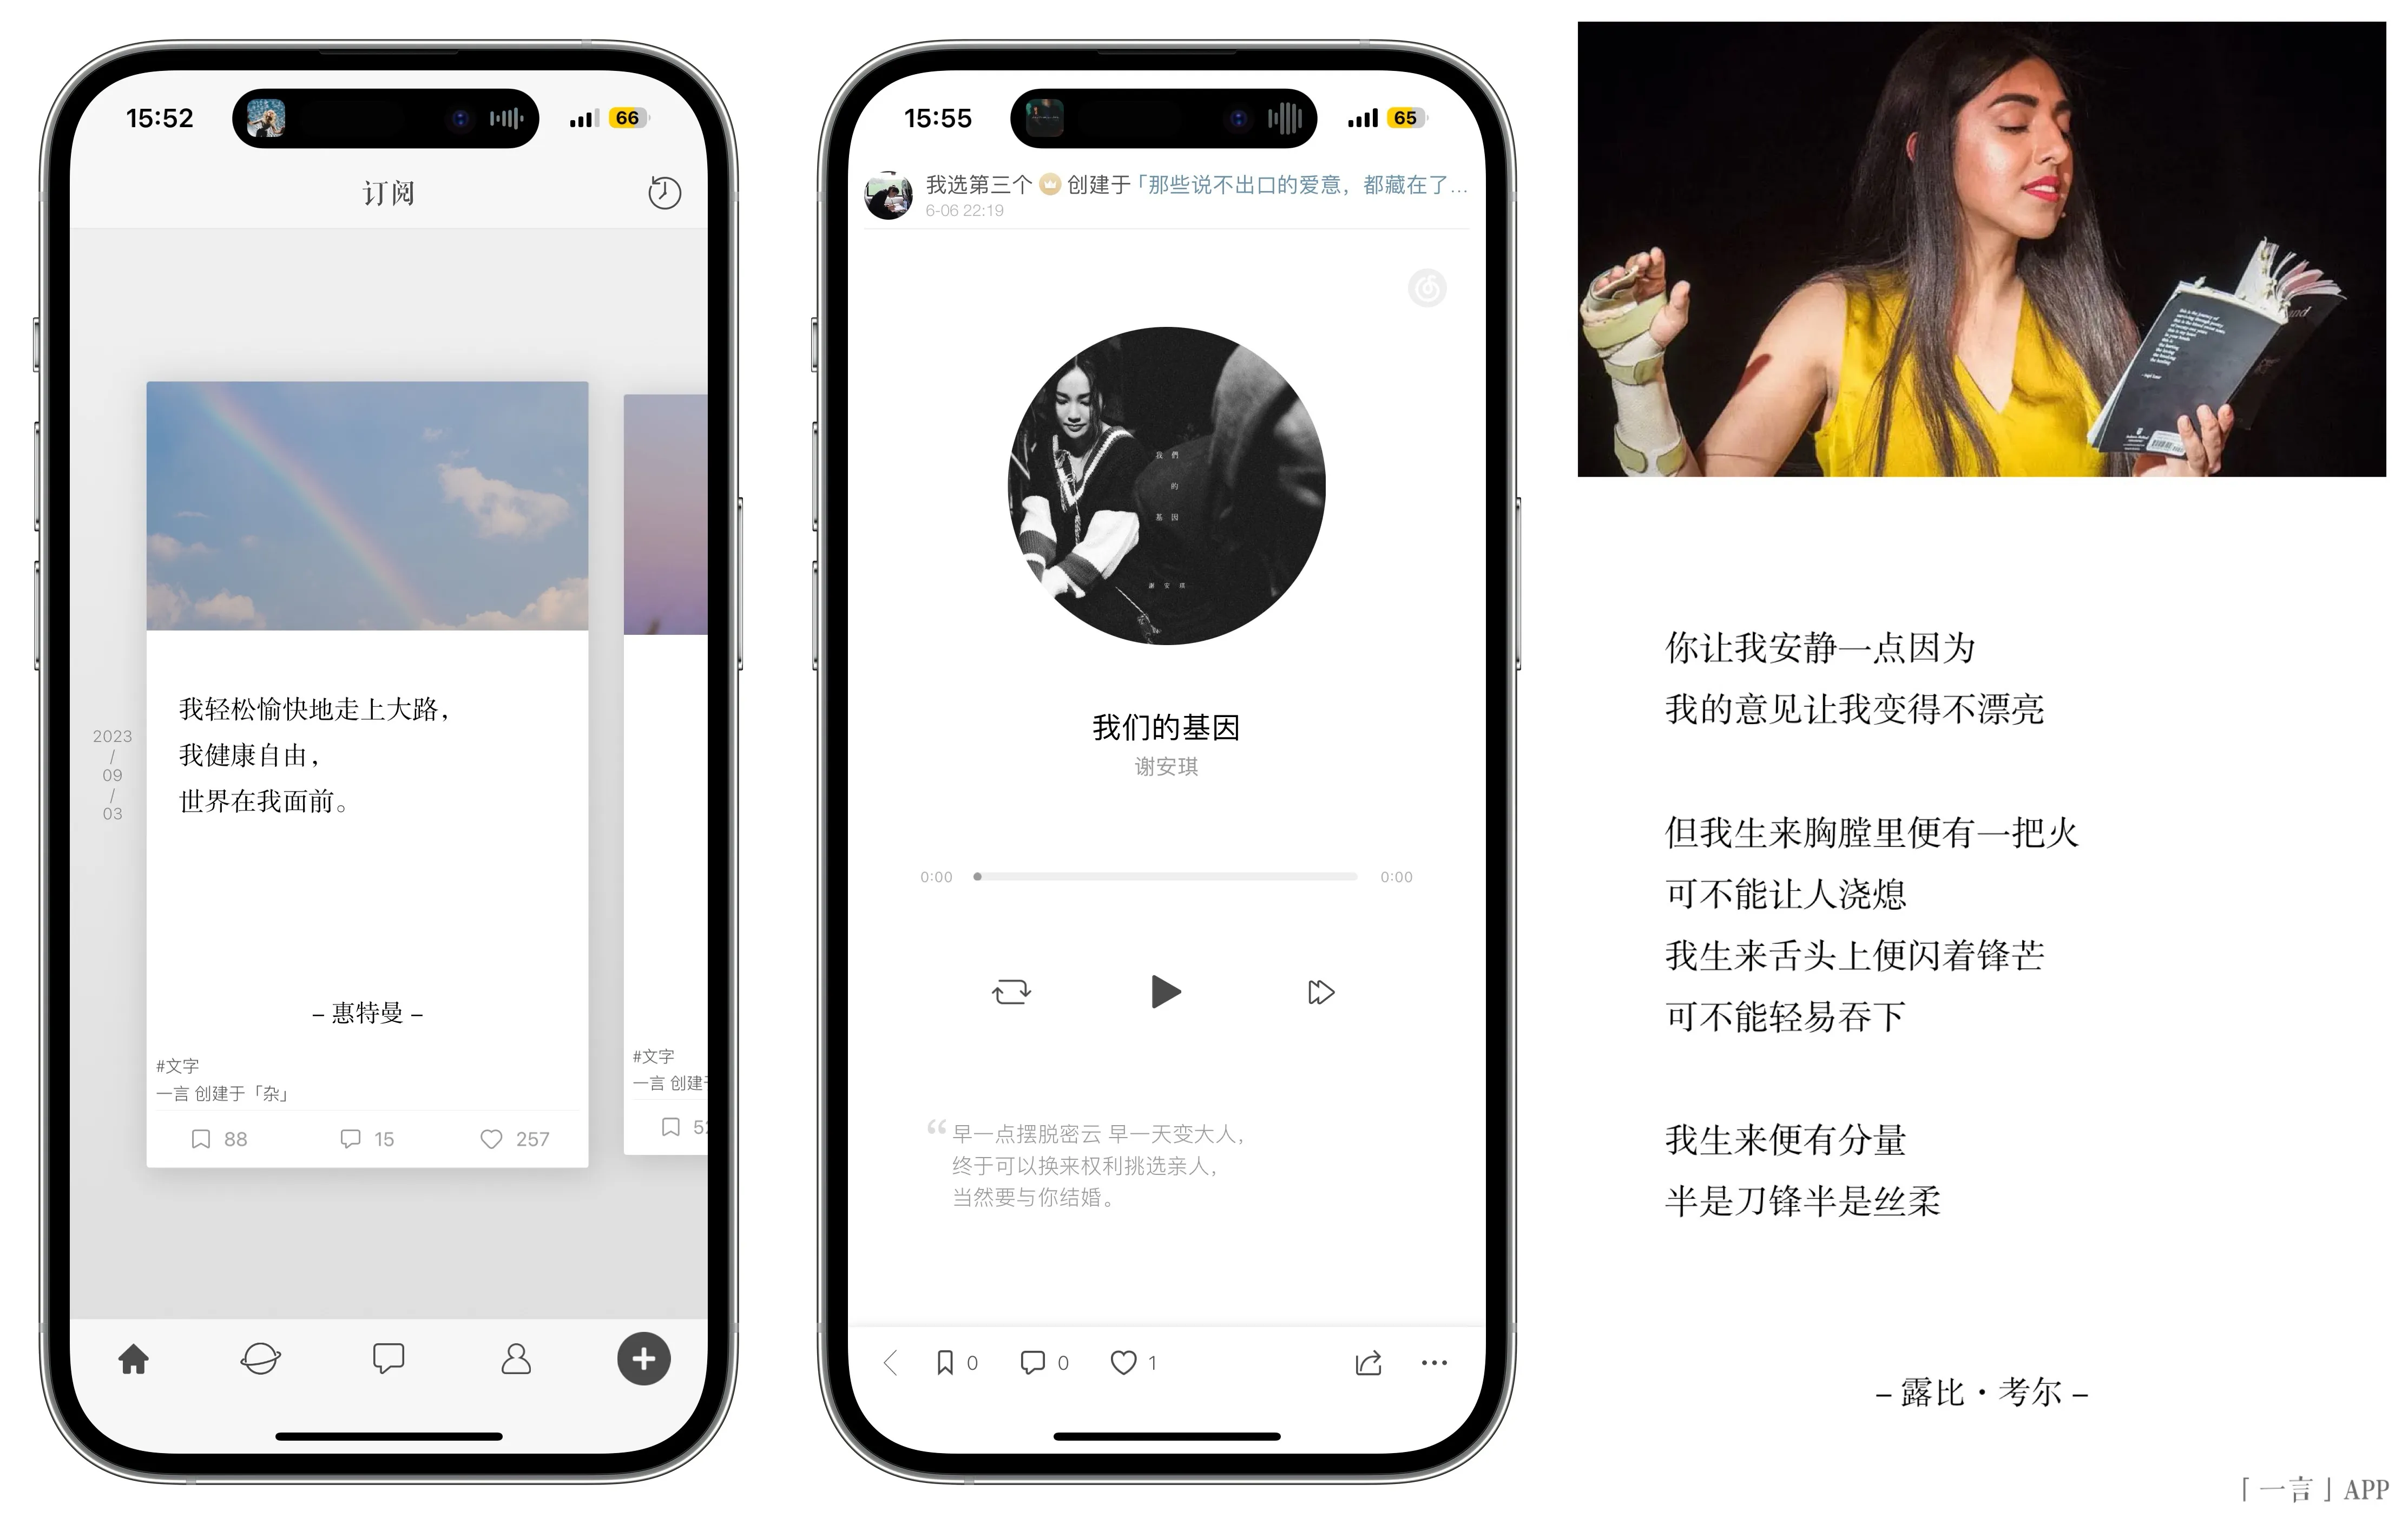 15:52
66
订阅
2023
/
09
/
03
我轻松愉快地走上大路，
我健康自由，
世界在我面前。
– 惠特曼 –
#文字
一言 创建于「杂」
88
15
257
#文字
一言 创建于
15:55
65
我选第三个 创建于「那些说不出口的爱意，都藏在了...
6-06 22:19
我 們
的
基 因
谢 安 琪
我们的基因
谢安琪
0:00
0:00
“ 早一点摆脱密云 早一天变大人，
终于可以换来权利挑选亲人，
当然要与你结婚。
0
0
1
你让我安静一点因为
我的意见让我变得不漂亮
但我生来胸膛里便有一把火
可不能让人浇熄
我生来舌头上便闪着锋芒
可不能轻易吞下
我生来便有分量
半是刀锋半是丝柔
– 露比・考尔 –
「一言」APP